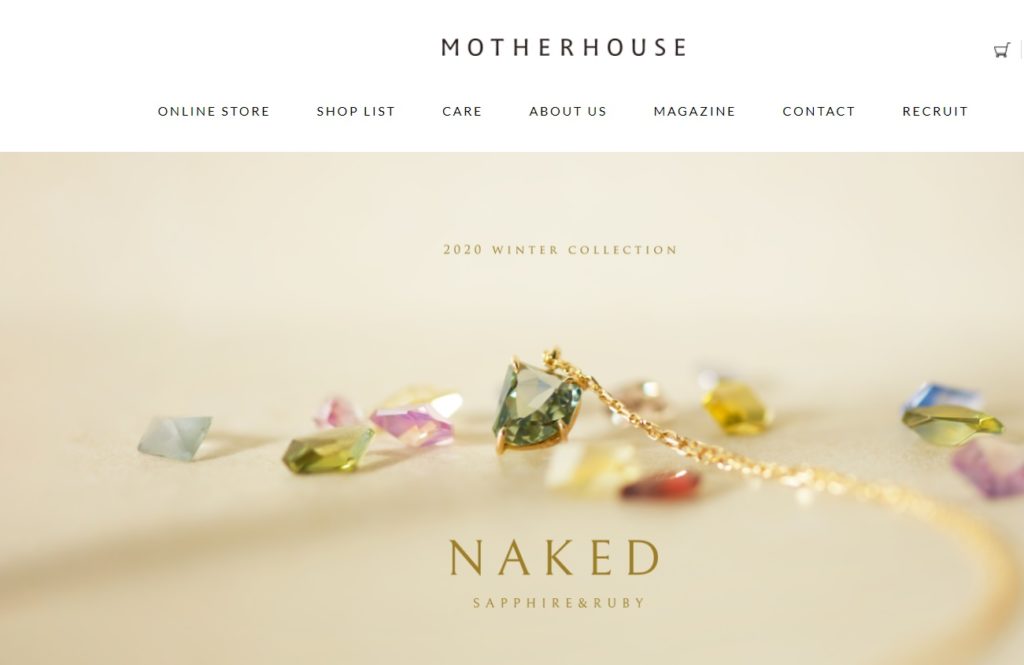 MOTHERHOUSE
ONLINE STORE SHOP LIST CARE ABOUT US MAGAZINE CONTACT RECRUIT
2020 WINTER COLLECTION
NAKED
SAPPHIRE&RUBY